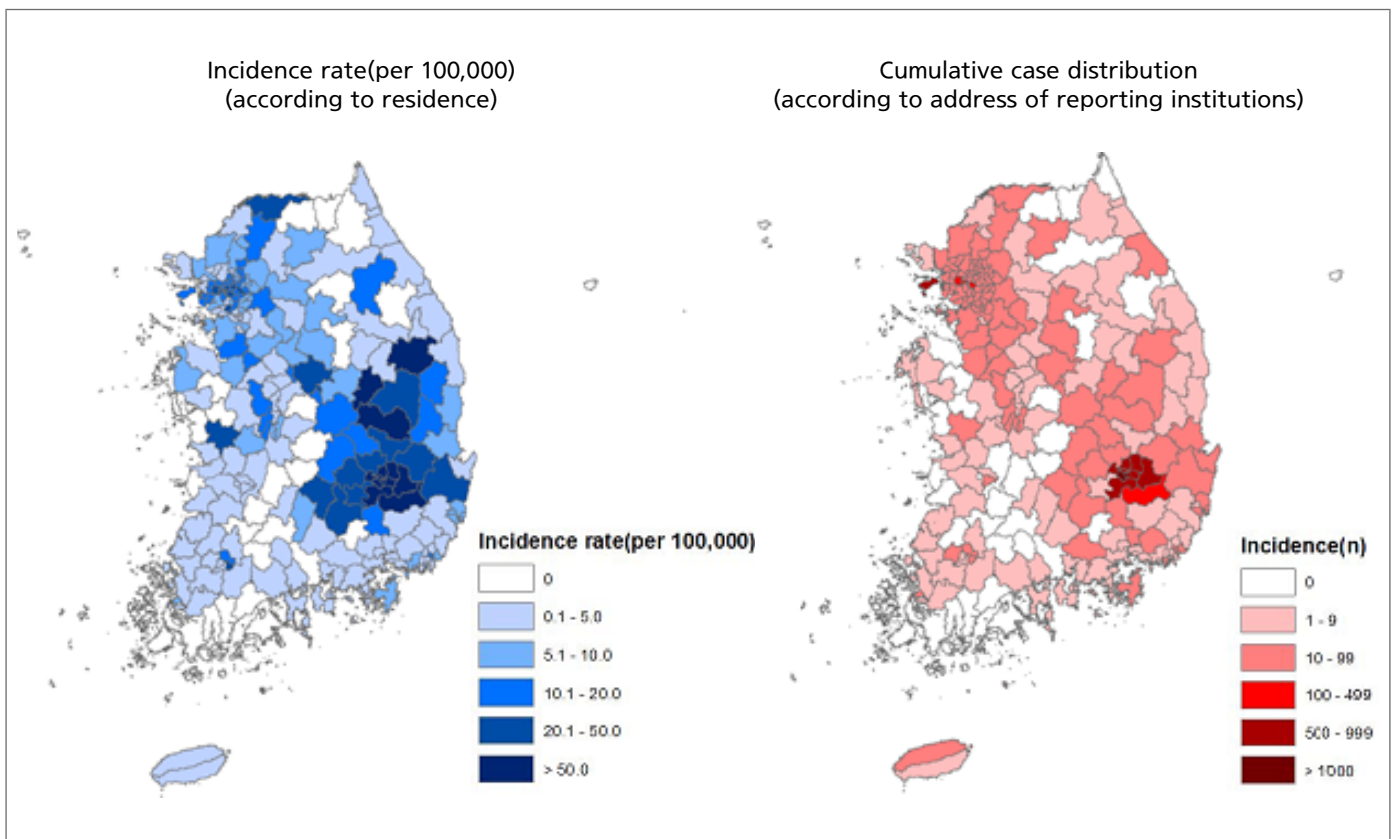 Incidence rate(per 100,000)
(according to residence)
Cumulative case distribution
(according to address of reporting institutions)
Incidence rate(per 100,000)
0
0.1 - 5.0
5.1 - 10.0
10.1 - 20.0
20.1 - 50.0
> 50.0
Incidence(n)
0
1 - 9
10 - 99
100 - 499
500 - 999
> 1000